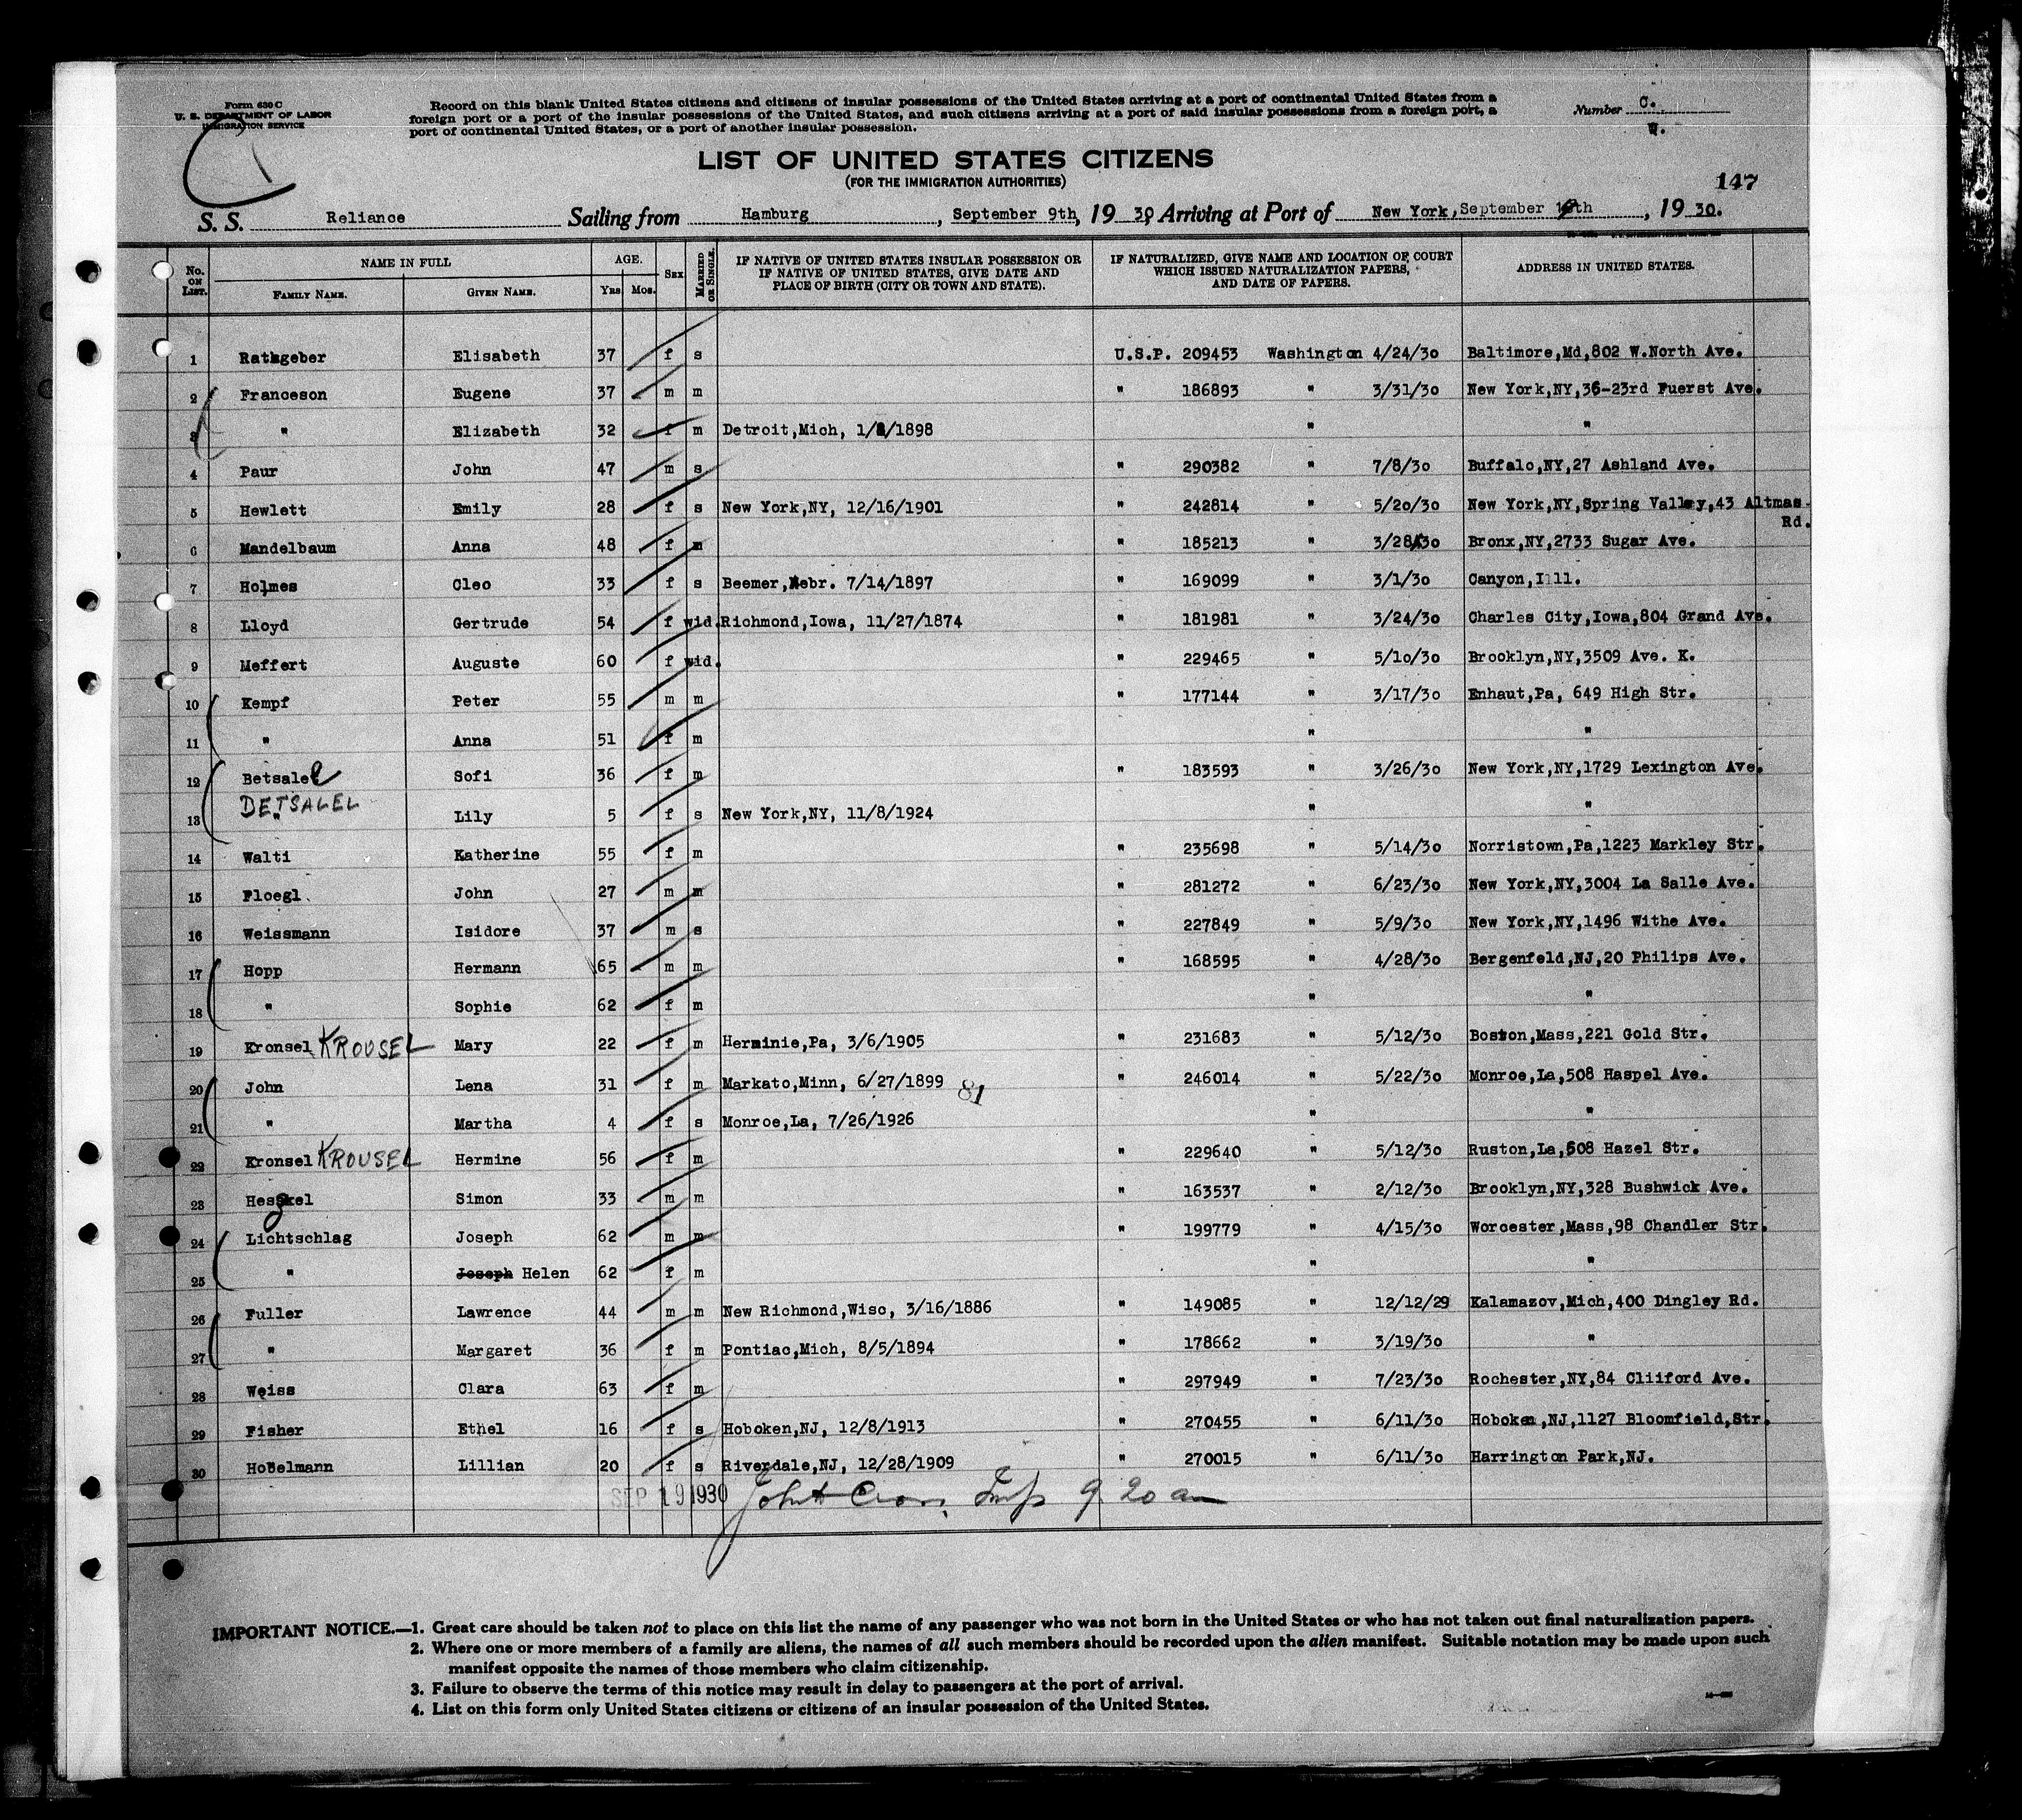 Form 630 C
U. S. DEPARTMENT OF LABOR
IMMIGRATION SERVICE
Record on this blank United States citizens and citizens of insular possessions of the United States arriving at a port of continental United States from a
foreign port or a port of the insular possessions of the United States, and such citizens arriving at a port of said insular possessions from a foreign port, a
port of continental United States, or a port of another insular possession.
Number C.
LIST OF UNITED STATES CITIZENS
(FOR THE IMMIGRATION AUTHORITIES)
147
S. S. Reliance Sailing from Hamburg, September 9th, 19 30, Arriving at Port of New York, September 19th, 19 30.
No. ON LIST. NAME IN FULL AGE. SEX MARRIED OR SINGLE. IF NATIVE OF UNITED STATES INSULAR POSSESSION OR IF NATIVE OF UNITED STATES, GIVE DATE AND PLACE OF BIRTH (CITY OR TOWN AND STATE). IF NATURALIZED, GIVE NAME AND LOCATION OF COURT WHICH ISSUED NATURALIZATION PAPERS, AND DATE OF PAPERS. ADDRESS IN UNITED STATES.
FAMILY NAME. GIVEN NAME. YRS MOS.
1 Rathgeber Elisabeth 37 f s U.S.P. 209453 Washington 4/24/30 Baltimore,Md,802 W.North Ave.
2 Franceson Eugene 37 m m " 186893 " 3/31/30 New York,NY,36-23rd Fuerst Ave.
3 " Elizabeth 32 f m Detroit,Mich, 1/ /1898 " "
4 Paur John 47 m s " 290382 " 7/8/30 Buffalo,NY,27 Ashland Ave.
5 Hewlett Emily 28 f s New York,NY, 12/16/1901 " 242814 " 5/20/30 New York,NY,Spring Valley,43 Altmas-
Rd.
6 Mandelbaum Anna 48 f m " 185213 " 3/28/30 Bronx,NY,2733 Sugar Ave.
7 Holmes Cleo 33 f s Beemer,Nebr. 7/14/1897 " 169099 " 3/1/30 Canyon,Ill.
8 Lloyd Gertrude 54 f wid. Richmond,Iowa, 11/27/1874 " 181981 " 3/24/30 Charles City,Iowa,804 Grand Ave.
9 Meffert Auguste 60 f wid. " 229465 " 5/10/30 Brooklyn,NY,3509 Ave. K.
10 Kempf Peter 55 m m " 177144 " 3/17/30 Enhaut,Pa, 649 High Str.
11 " Anna 51 f m " "
12 Betsalel Sofi 36 f m " 183593 " 3/26/30 New York,NY,1729 Lexington Ave.
BETSALEL
13 " Lily 5 f s New York,NY, 11/8/1924 " "
14 Walti Katherine 55 f m " 235698 " 5/14/30 Norristown,Pa,1223 Markley Str.
15 Ploegl John 27 m m " 281272 " 6/23/30 New York,NY,3004 La Salle Ave.
16 Weissmann Isidore 37 m s " 227849 " 5/9/30 New York,NY,1496 Withe Ave.
17 Hopp Hermann 65 m m " 168595 " 4/28/30 Bergenfeld,NJ,20 Philips Ave.
18 " Sophie 62 f m " "
19 Kronsel KROUSEL Mary 22 f m Herminie,Pa, 3/6/1905 " 231683 " 5/12/30 Boston,Mass,221 Gold Str.
20 John Lena 31 f m Markato,Minn, 6/27/1899 81 " 246014 " 5/22/30 Monroe,La,508 Haspel Ave.
21 " Martha 4 f s Monroe,La, 7/26/1926 " "
22 Kronsel KROUSEL Hermine 56 f m " 229640 " 5/12/30 Ruston,La,508 Hazel Str.
23 Heszkel Simon 33 m m " 163537 " 2/12/30 Brooklyn,NY,328 Bushwick Ave.
24 Lichtschlag Joseph 62 m m " 199779 " 4/15/30 Worcester,Mass,98 Chandler Str.
25 " Joseph Helen 62 f m " "
26 Fuller Lawrence 44 m m New Richmond,Wisc, 3/16/1886 " 149085 " 12/12/29 Kalamazov,Mich,400 Dingley Rd.
27 " Margaret 36 f m Pontiac,Mich, 8/5/1894 " 178662 " 3/19/30 "
28 Weiss Clara 63 f m " 297949 " 7/23/30 Rochester,NY,84 Cliiford Ave.
29 Fisher Ethel 16 f s Hoboken,NJ, 12/8/1913 " 270455 " 6/11/30 Hoboken,NJ,1127 Bloomfield,Str.
30 Hobelmann Lillian 20 f s Riverdale,NJ, 12/28/1909 " 270015 " 6/11/30 Harrington Park,NJ.
SEP 19 1930 9 20 am
IMPORTANT NOTICE.—1. Great care should be taken not to place on this list the name of any passenger who was not born in the United States or who has not taken out final naturalization papers.
2. Where one or more members of a family are aliens, the names of all such members should be recorded upon the alien manifest. Suitable notation may be made upon such
manifest opposite the names of those members who claim citizenship.
3. Failure to observe the terms of this notice may result in delay to passengers at the port of arrival.
4. List on this form only United States citizens or citizens of an insular possession of the United States.